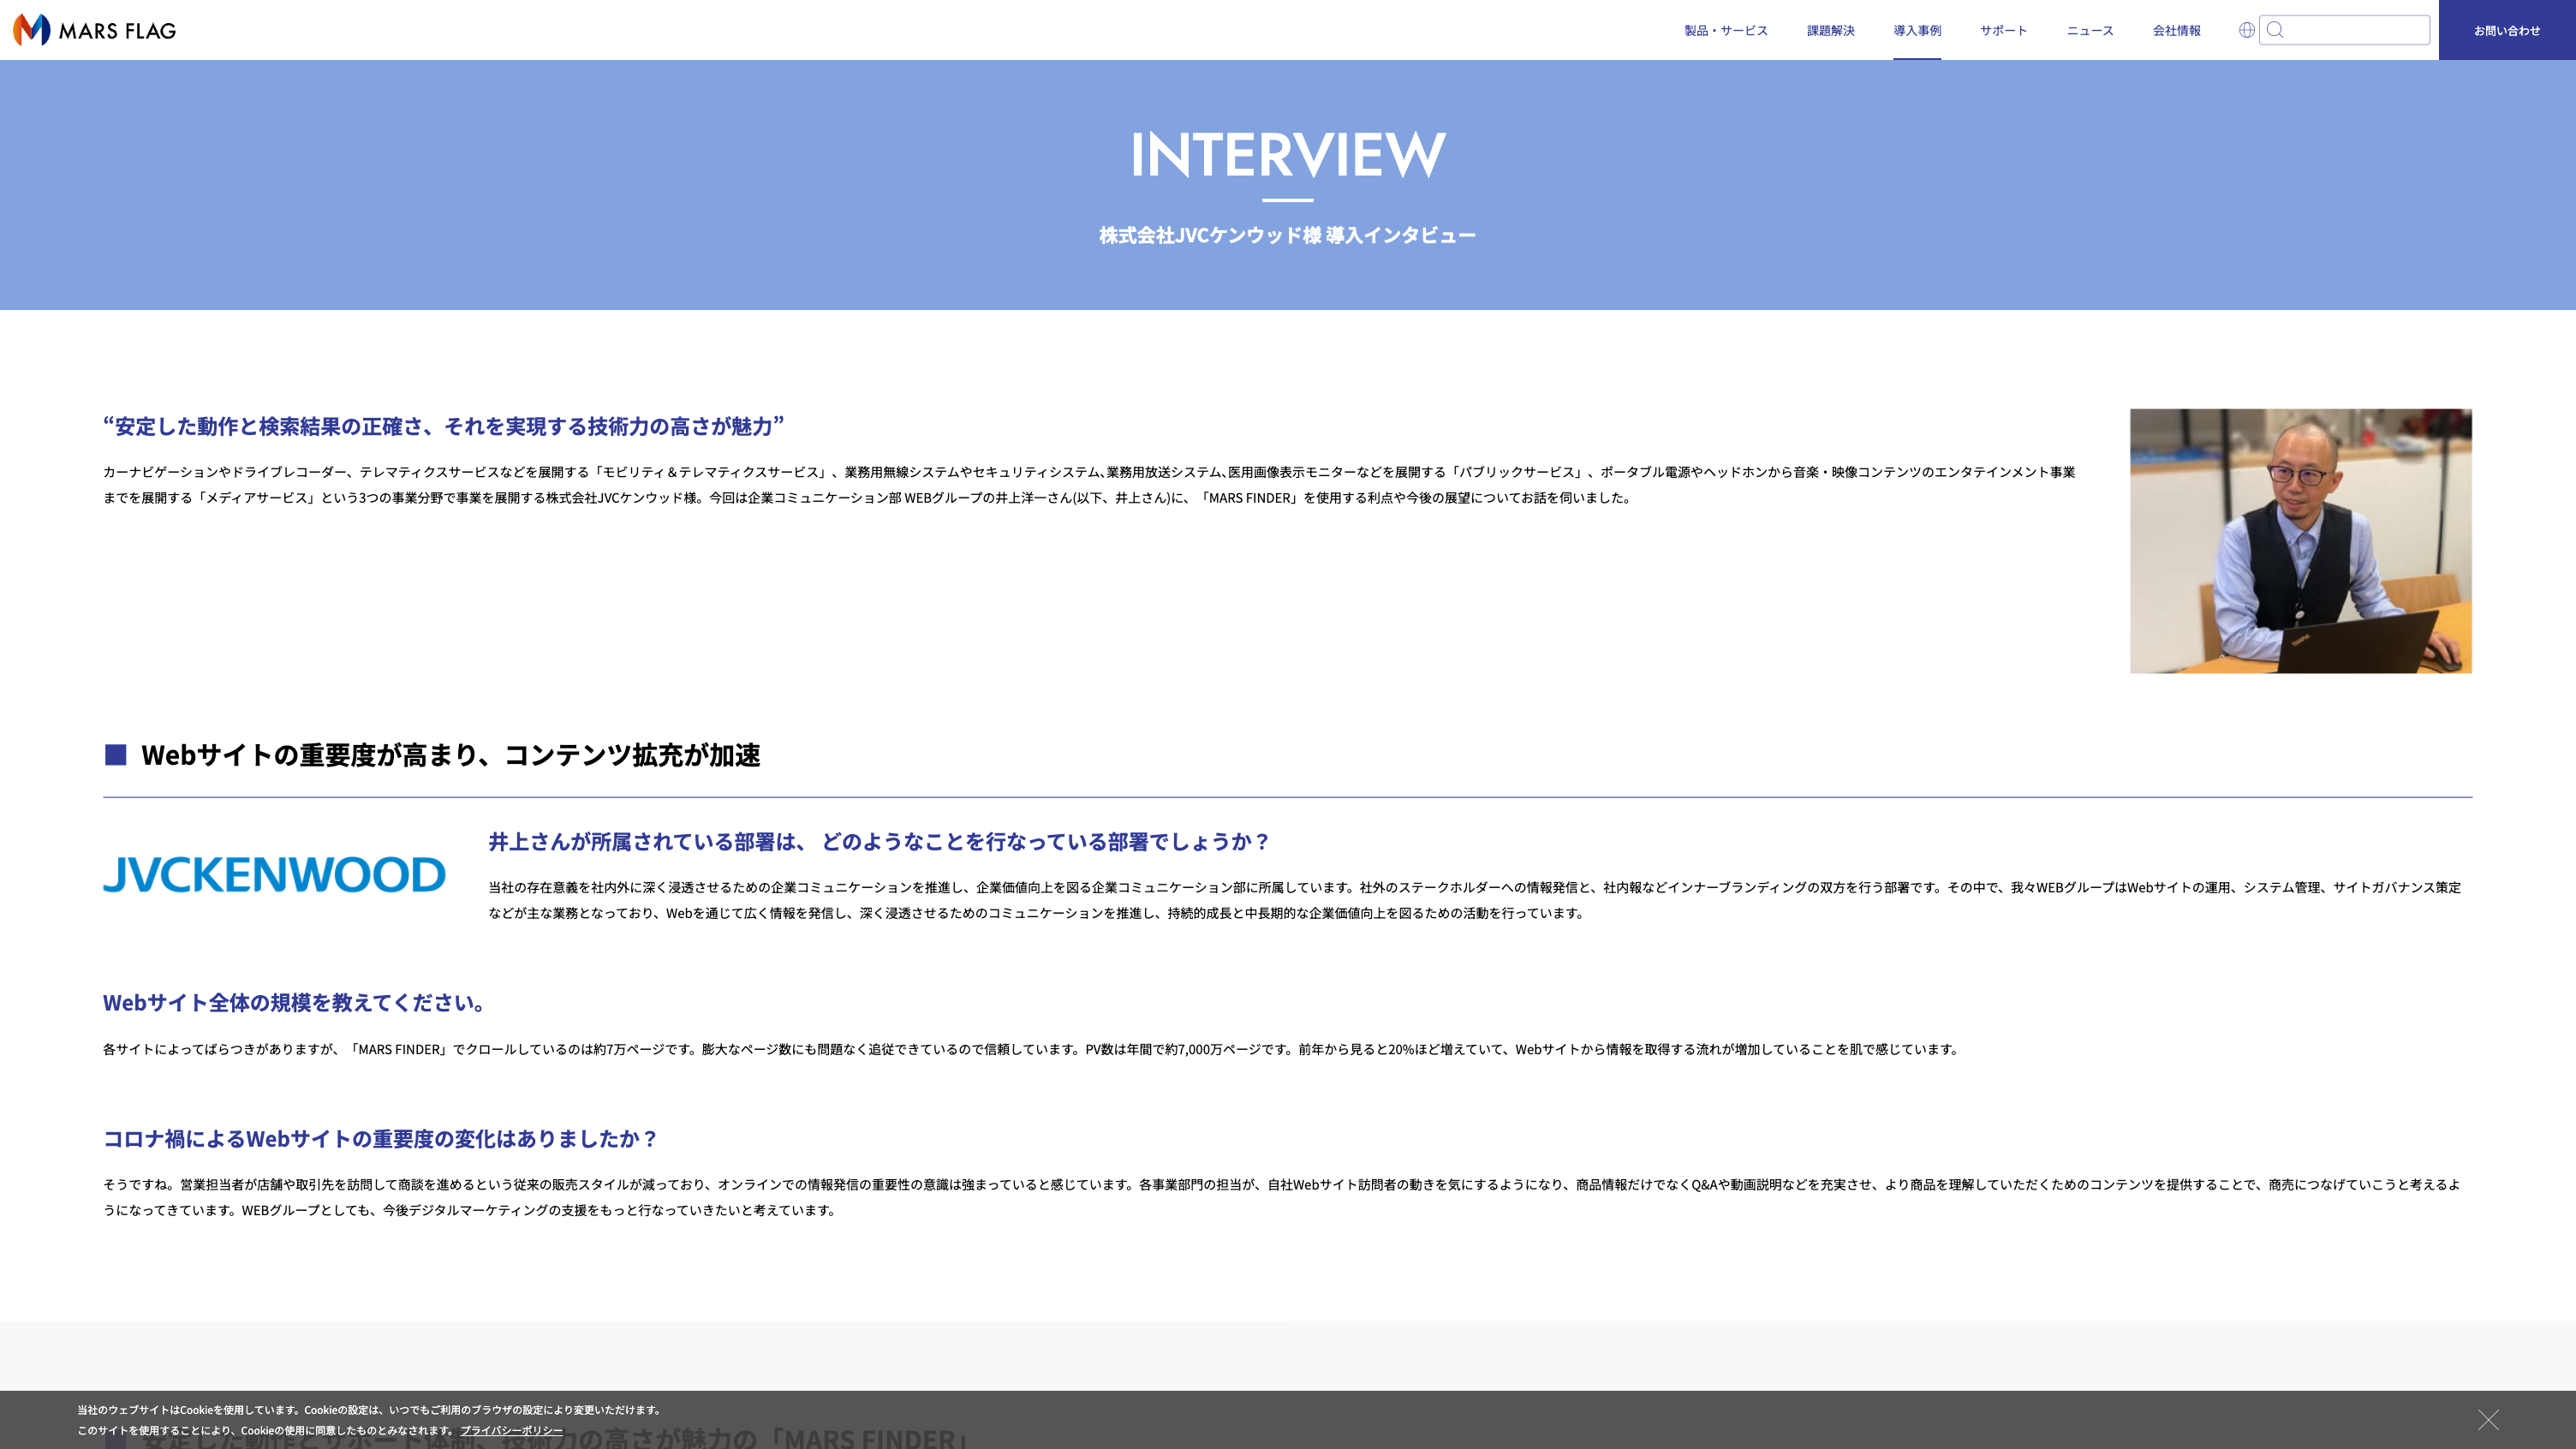 MARS FLAG
製品・サービス 課題解決 導入事例 サポート ニュース 会社情報 お問い合わせ
INTERVIEW
株式会社JVCケンウッド様 導入インタビュー
“安定した動作と検索結果の正確さ、それを実現する技術力の高さが魅力”
カーナビゲーションやドライブレコーダー、テレマティクスサービスなどを展開する「モビリティ＆テレマティクスサービス」、業務用無線システムやセキュリティシステム､業務用放送システム､医用画像表示モニターなどを展開する「パブリックサービス」、ポータブル電源やヘッドホンから音楽・映像コンテンツのエンタテインメント事業
までを展開する「メディアサービス」という3つの事業分野で事業を展開する株式会社JVCケンウッド様。今回は企業コミュニケーション部 WEBグループの井上洋一さん(以下、井上さん)に、「MARS FINDER」を使用する利点や今後の展望についてお話を伺いました。
ThinkPad
■ Webサイトの重要度が高まり、コンテンツ拡充が加速
JVCKENWOOD
井上さんが所属されている部署は、 どのようなことを行なっている部署でしょうか？
当社の存在意義を社内外に深く浸透させるための企業コミュニケーションを推進し、企業価値向上を図る企業コミュニケーション部に所属しています。社外のステークホルダーへの情報発信と、社内報などインナーブランディングの双方を行う部署です。その中で、我々WEBグループはWebサイトの運用、システム管理、サイトガバナンス策定
などが主な業務となっており、Webを通じて広く情報を発信し、深く浸透させるためのコミュニケーションを推進し、持続的成長と中長期的な企業価値向上を図るための活動を行っています。
Webサイト全体の規模を教えてください。
各サイトによってばらつきがありますが、「MARS FINDER」でクロールしているのは約7万ページです。膨大なページ数にも問題なく追従できているので信頼しています。PV数は年間で約7,000万ページです。前年から見ると20%ほど増えていて、Webサイトから情報を取得する流れが増加していることを肌で感じています。
コロナ禍によるWebサイトの重要度の変化はありましたか？
そうですね。営業担当者が店舗や取引先を訪問して商談を進めるという従来の販売スタイルが減っており、オンラインでの情報発信の重要性の意識は強まっていると感じています。各事業部門の担当が、自社Webサイト訪問者の動きを気にするようになり、商品情報だけでなくQ&Aや動画説明などを充実させ、より商品を理解していただくためのコンテンツを提供することで、商売につなげていこうと考えるよ
うになってきています。WEBグループとしても、今後デジタルマーケティングの支援をもっと行なっていきたいと考えています。
当社のウェブサイトはCookieを使用しています。Cookieの設定は、いつでもご利用のブラウザの設定により変更いただけます。
このサイトを使用することにより、Cookieの使用に同意したものとみなされます。 プライバシーポリシー
■ 安定した動作とサポート体制、技術力の高さが魅力の「MARS FINDER」